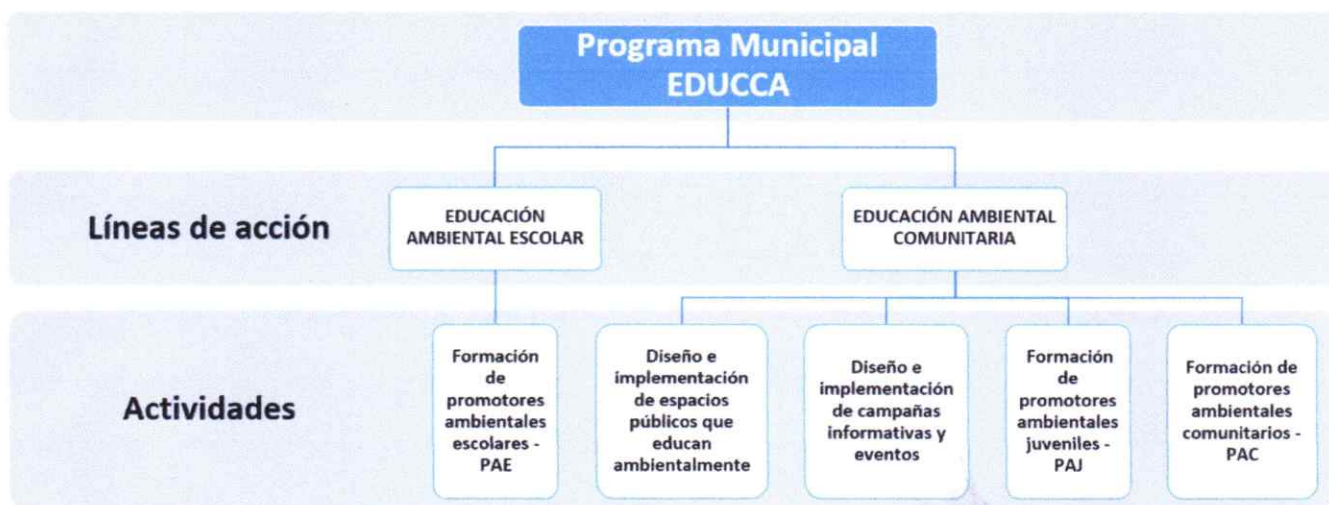 Programa Municipal
EDUCCA
Líneas de acción
EDUCACIÓN
AMBIENTAL ESCOLAR
EDUCACIÓN AMBIENTAL
COMUNITARIA
Actividades
Formación
de
promotores
ambientales
escolares -
PAE
Diseño e
implementación
de espacios
públicos que
educan
ambientalmente
Diseño e
implementación
de campañas
informativas y
eventos
Formación
de
promotores
ambientales
juveniles -
PAJ
Formación de
promotores
ambientales
comunitarios -
PAC